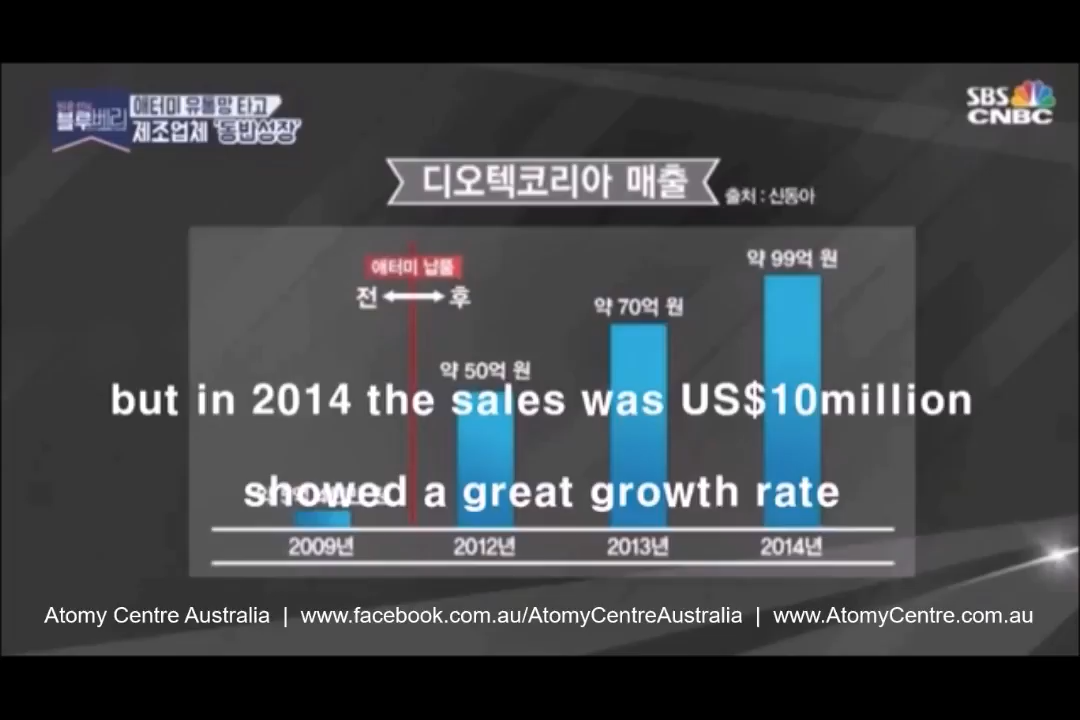 블루베리
애터미 유통망 타고
제조업체 '동반성장'
SBS
CNBC
디오텍코리아 매출
출처 : 신동아
애터미 납품
전 후
약 99억 원
약 70억 원
약 50억 원
but in 2014 the sales was US$10million
showed a great growth rate
2009년 2012년 2013년 2014년
Atomy Centre Australia | www.facebook.com.au/AtomyCentreAustralia | www.AtomyCentre.com.au